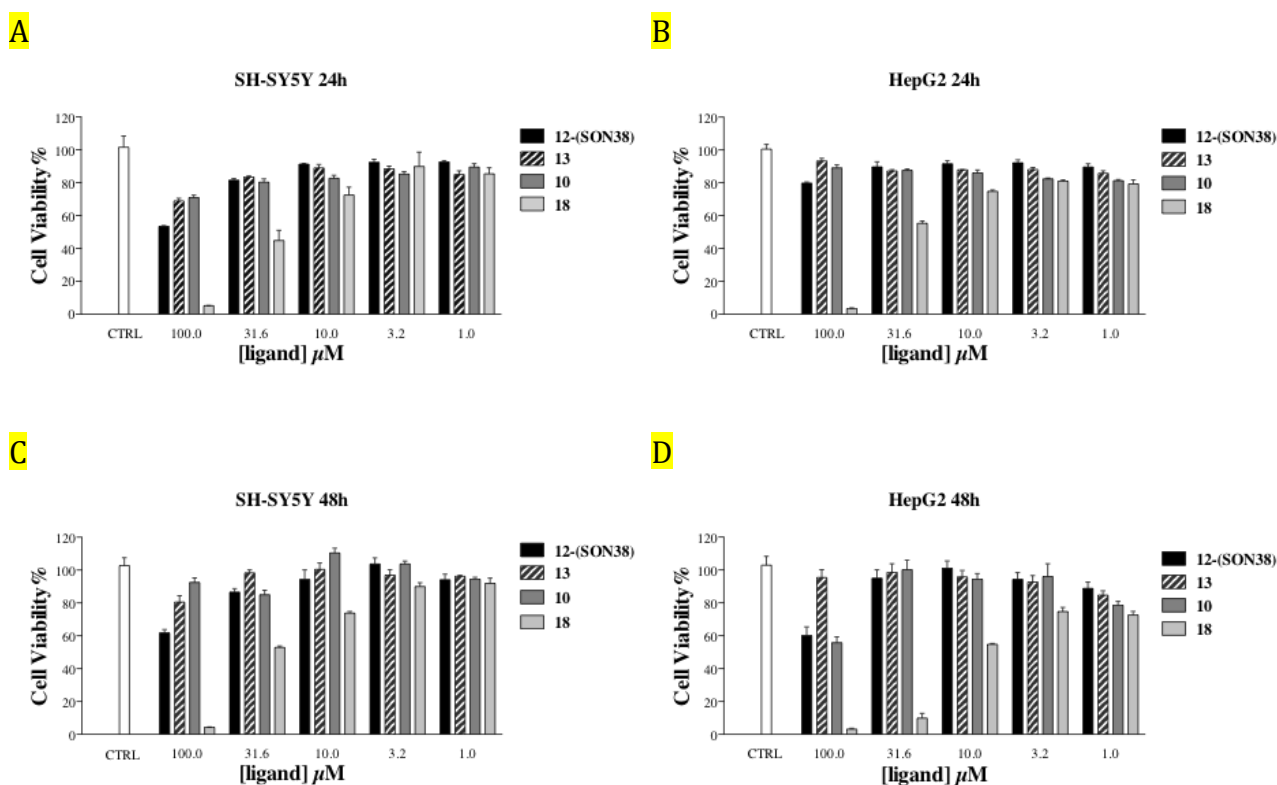 A
SH-SY5Y 24h
Cell Viability %
120
100
80
60
40
20
0
CTRL 100.0 31.6 10.0 3.2 1.0
[ligand] µM
12-(SON38)
13
10
18
B
HepG2 24h
Cell Viability %
120
100
80
60
40
20
0
CTRL 100.0 31.6 10.0 3.2 1.0
[ligand] µM
12-(SON38)
13
10
18
C
SH-SY5Y 48h
Cell Viability %
120
100
80
60
40
20
0
CTRL 100.0 31.6 10.0 3.2 1.0
[ligand] µM
12-(SON38)
13
10
18
D
HepG2 48h
Cell Viability %
120
100
80
60
40
20
0
CTRL 100.0 31.6 10.0 3.2 1.0
[ligand] µM
12-(SON38)
13
10
18